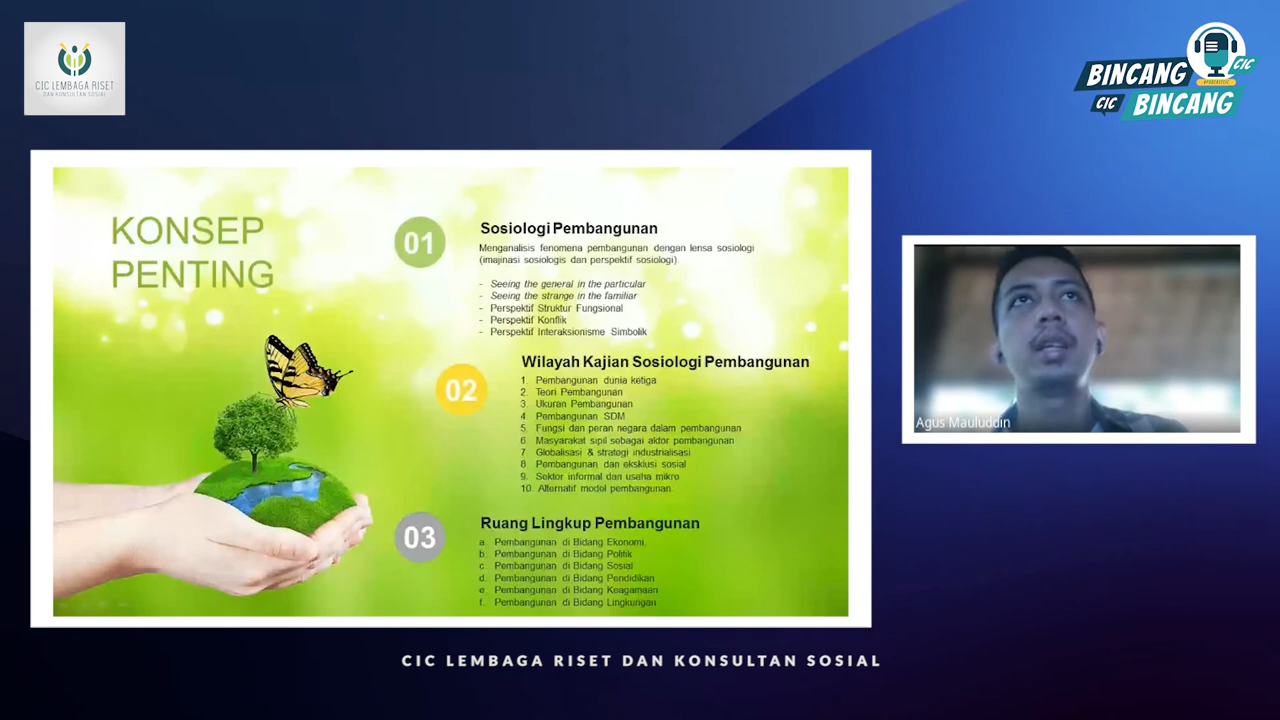 CIC LEMBAGA RISET
DAN KONSULTAN SOSIAL
BINCANG
CIC
CIC BINCANG
KONSEP
PENTING
01
Sosiologi Pembangunan
Menganalisis fenomena pembangunan dengan lensa sosiologi
(imajinasi sosiologis dan perspektif sosiologi).
- Seeing the general in the particular
- Seeing the strange in the familiar
- Perspektif Struktur Fungsional
- Perspektif Konflik
- Perspektif Interaksionisme Simbolik
02
Wilayah Kajian Sosiologi Pembangunan
1. Pembangunan dunia ketiga
2. Teori Pembangunan
3. Ukuran Pembangunan
4. Pembangunan SDM
5. Fungsi dan peran negara dalam pembangunan
6. Masyarakat sipil sebagai aktor pembangunan
7. Globalisasi & strategi industrialisasi
8. Pembangunan dan eksklusi sosial
9. Sektor informal dan usaha mikro
10. Alternatif model pembangunan.
03
Ruang Lingkup Pembangunan
a. Pembangunan di Bidang Ekonomi,
b. Pembangunan di Bidang Politik
c. Pembangunan di Bidang Sosial
d. Pembangunan di Bidang Pendidikan
e. Pembangunan di Bidang Keagamaan
f. Pembangunan di Bidang Lingkungan
Agus Mauluddin
CIC LEMBAGA RISET DAN KONSULTAN SOSIAL